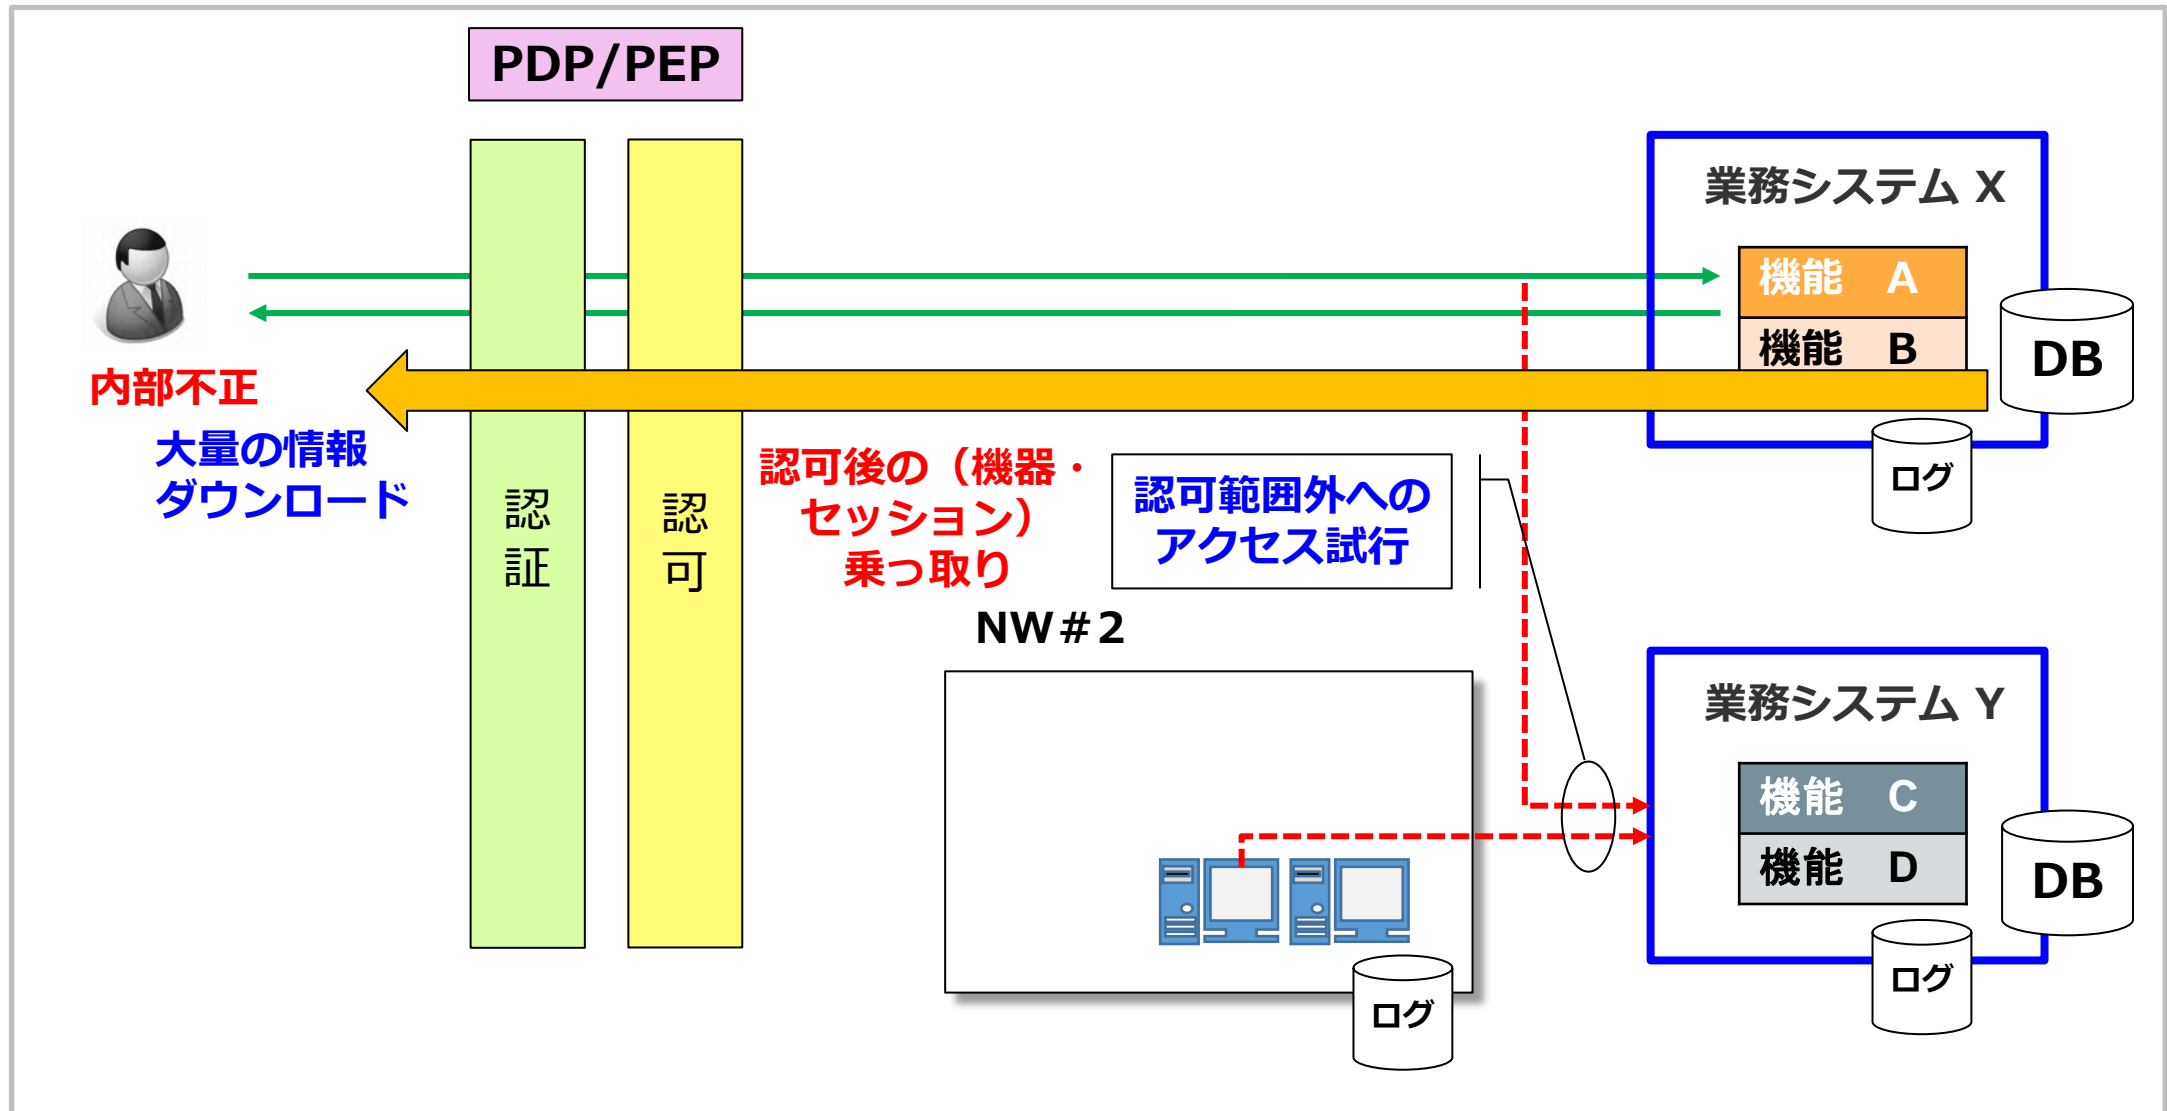 PDP/PEP
業務システム X
機能 A
機能 B
DB
ログ
内部不正
大量の情報
ダウンロード
認証
認可
認可後の（機器・
セッション）
乗っ取り
認可範囲外への
アクセス試行
NW#2
ログ
業務システム Y
機能 C
機能 D
DB
ログ